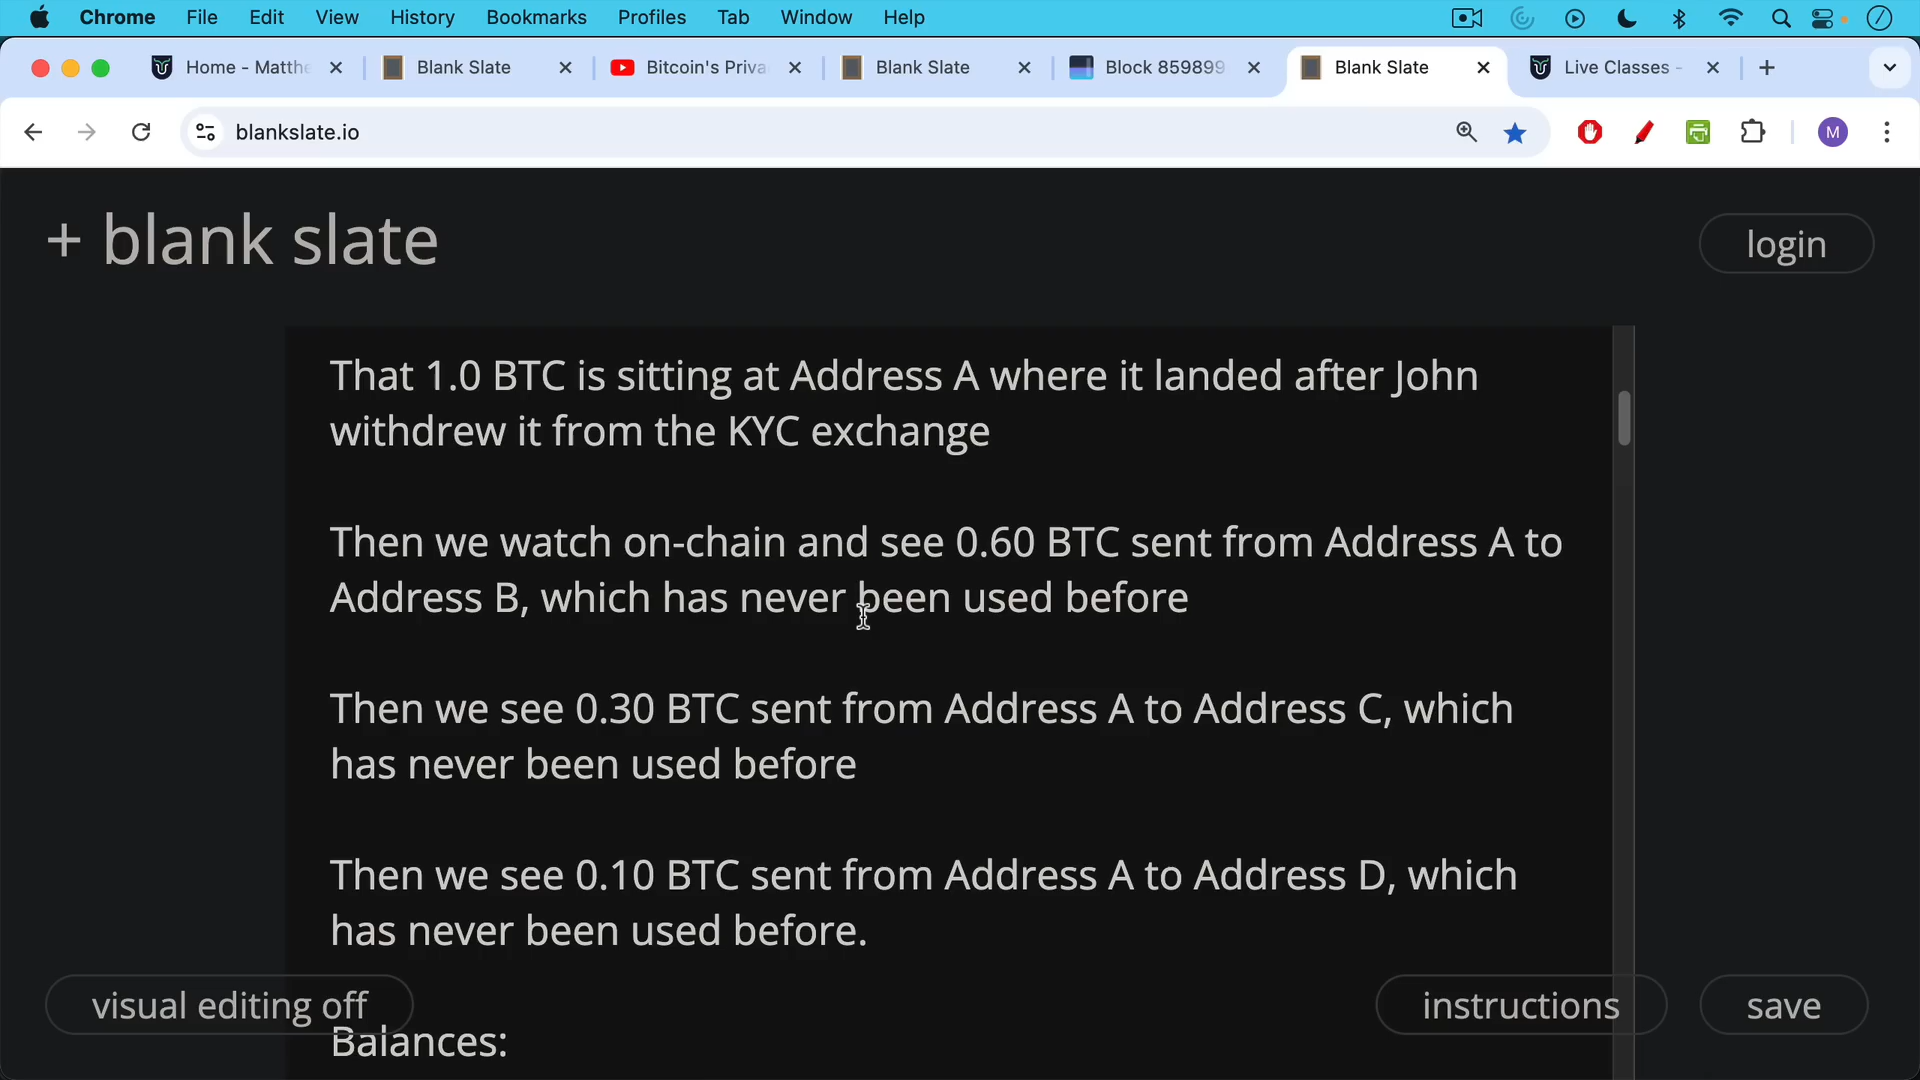 Chrome File Edit View History Bookmarks Profiles Tab Window Help
Home - Matthe Blank Slate Bitcoin's Priva Blank Slate Block 859899 Blank Slate Live Classes -
blankslate.io M
+ blank slate
login
That 1.0 BTC is sitting at Address A where it landed after John
withdrew it from the KYC exchange
Then we watch on-chain and see 0.60 BTC sent from Address A to
Address B, which has never been used before
Then we see 0.30 BTC sent from Address A to Address C, which
has never been used before
Then we see 0.10 BTC sent from Address A to Address D, which
has never been used before.
visual editing off instructions save
Balances: